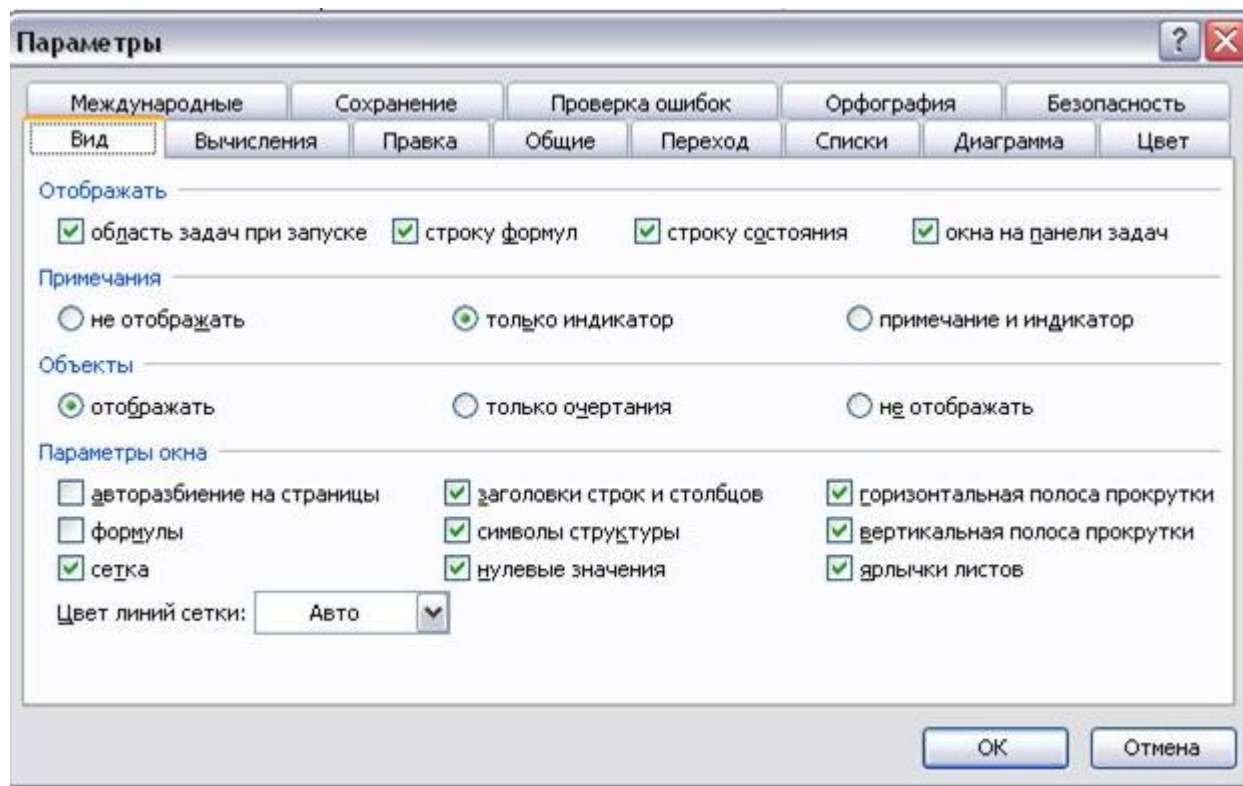 Параметры
Международные Сохранение Проверка ошибок Орфография Безопасность
Вид Вычисления Правка Общие Переход Списки Диаграмма Цвет
Отображать
область задач при запуске строку формул строку состояния окна на панели задач
Примечания
не отображать только индикатор примечание и индикатор
Объекты
отображать только очертания не отображать
Параметры окна
авторазбиение на страницы заголовки строк и столбцов горизонтальная полоса прокрутки
формулы символы структуры вертикальная полоса прокрутки
сетка нулевые значения ярлычки листов
Цвет линий сетки: Авто
ОК Отмена